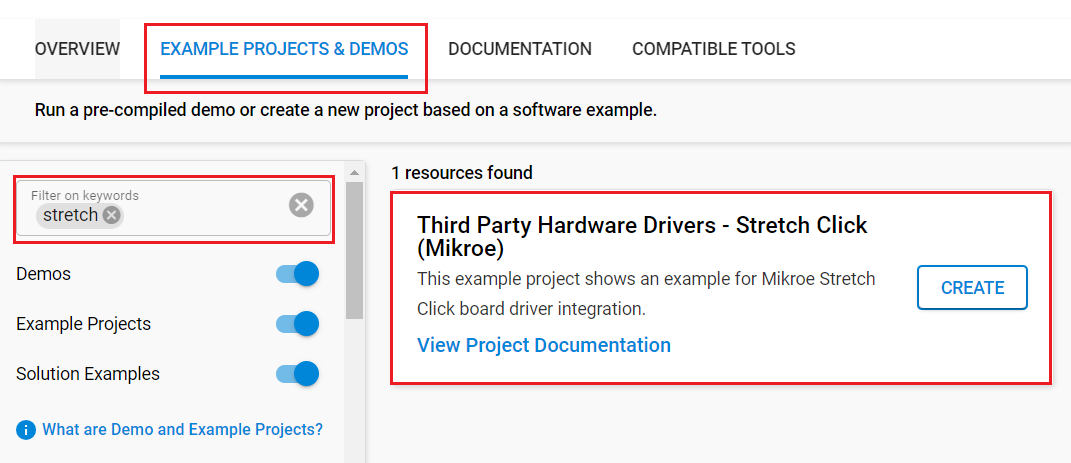 OVERVIEW EXAMPLE PROJECTS & DEMOS DOCUMENTATION COMPATIBLE TOOLS
Run a pre-compiled demo or create a new project based on a software example.
Filter on keywords
stretch
Demos
Example Projects
Solution Examples
What are Demo and Example Projects?
1 resources found
Third Party Hardware Drivers - Stretch Click
(Mikroe)
This example project shows an example for Mikroe Stretch
Click board driver integration.
View Project Documentation
CREATE